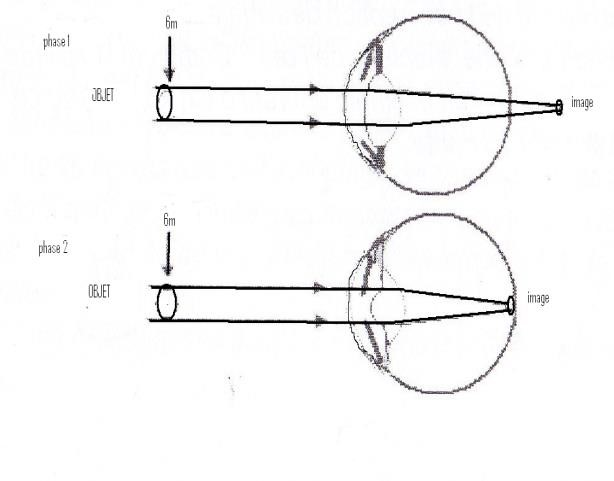 6m
phase 1
OBJET
image
6m
phase 2
OBJET
image